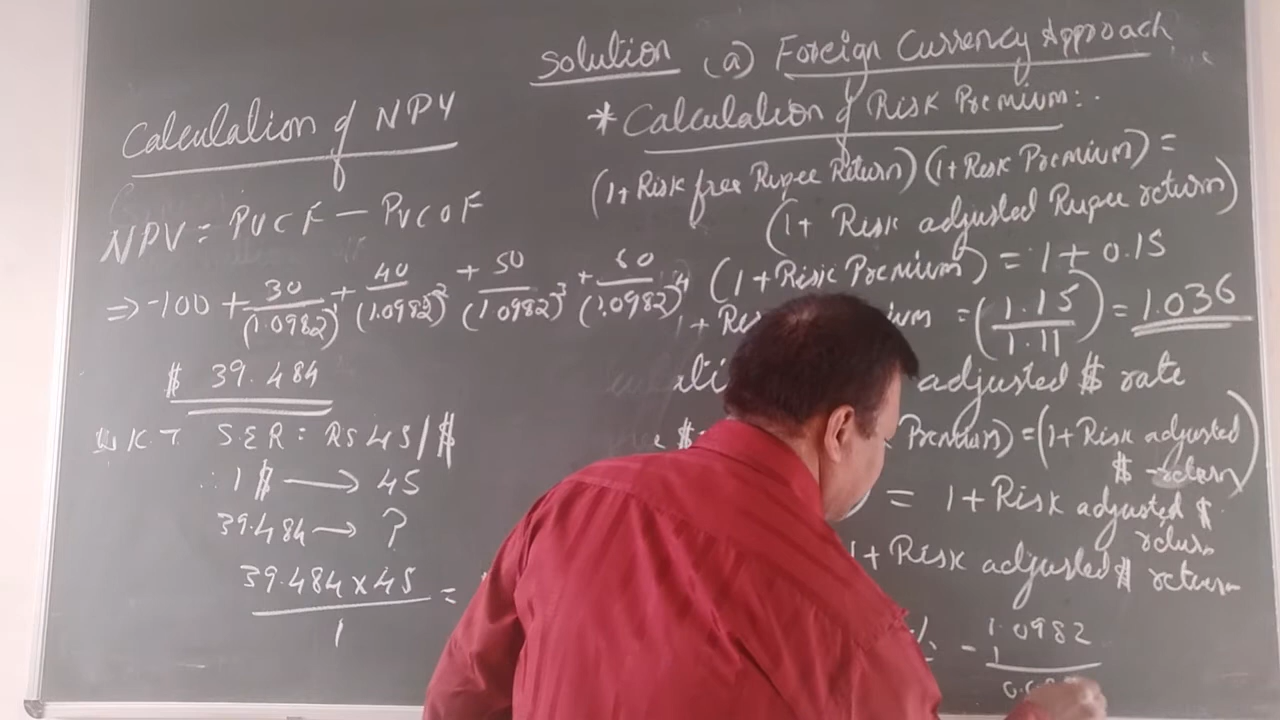 Solution (a) Foreign Currency Approach
* Calculation of Risk Premium:.
(1+Risk free Rupee Return) (1+Risk Premium) =
(1+ Risk adjusted Rupee return)
(1+Risk Premium) = 1+0.15
= (1.15/1.11) = 1.036
adjusted $ rate
Premium) = (1+Risk adjusted
$ return)
= 1+Risk adjusted $
return
1+Risk adjusted $ return
- 1.0982
1
Calculation of NPV
NPV = PVCF - PVCOF
⇒ -100 + 30/(1.0982)¹ + 40/(1.0982)² + 50/(1.0982)³ + 60/(1.0982)⁴
$ 39.484
W K T SER : RS 45/$
∴ 1 $ → 45
39.484 → ?
39.484 x 45 =
1